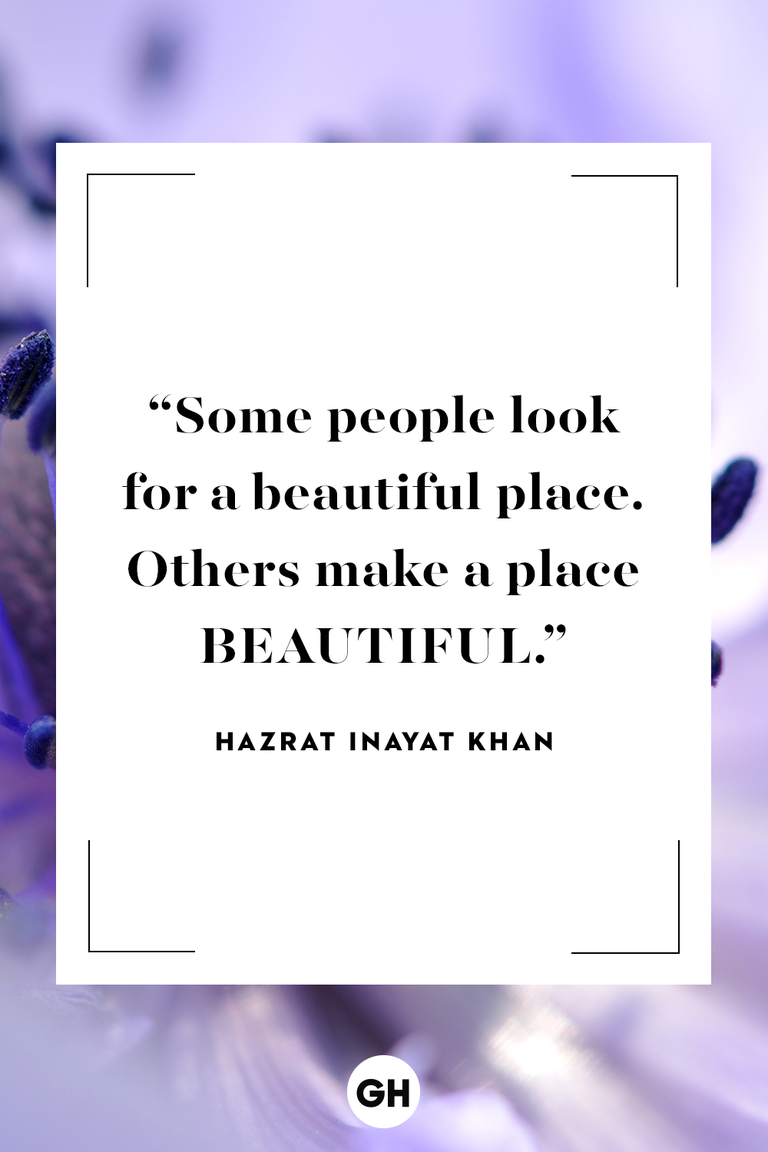 “Some people look
for a beautiful place.
Others make a place
BEAUTIFUL.”
HAZRAT INAYAT KHAN
GH